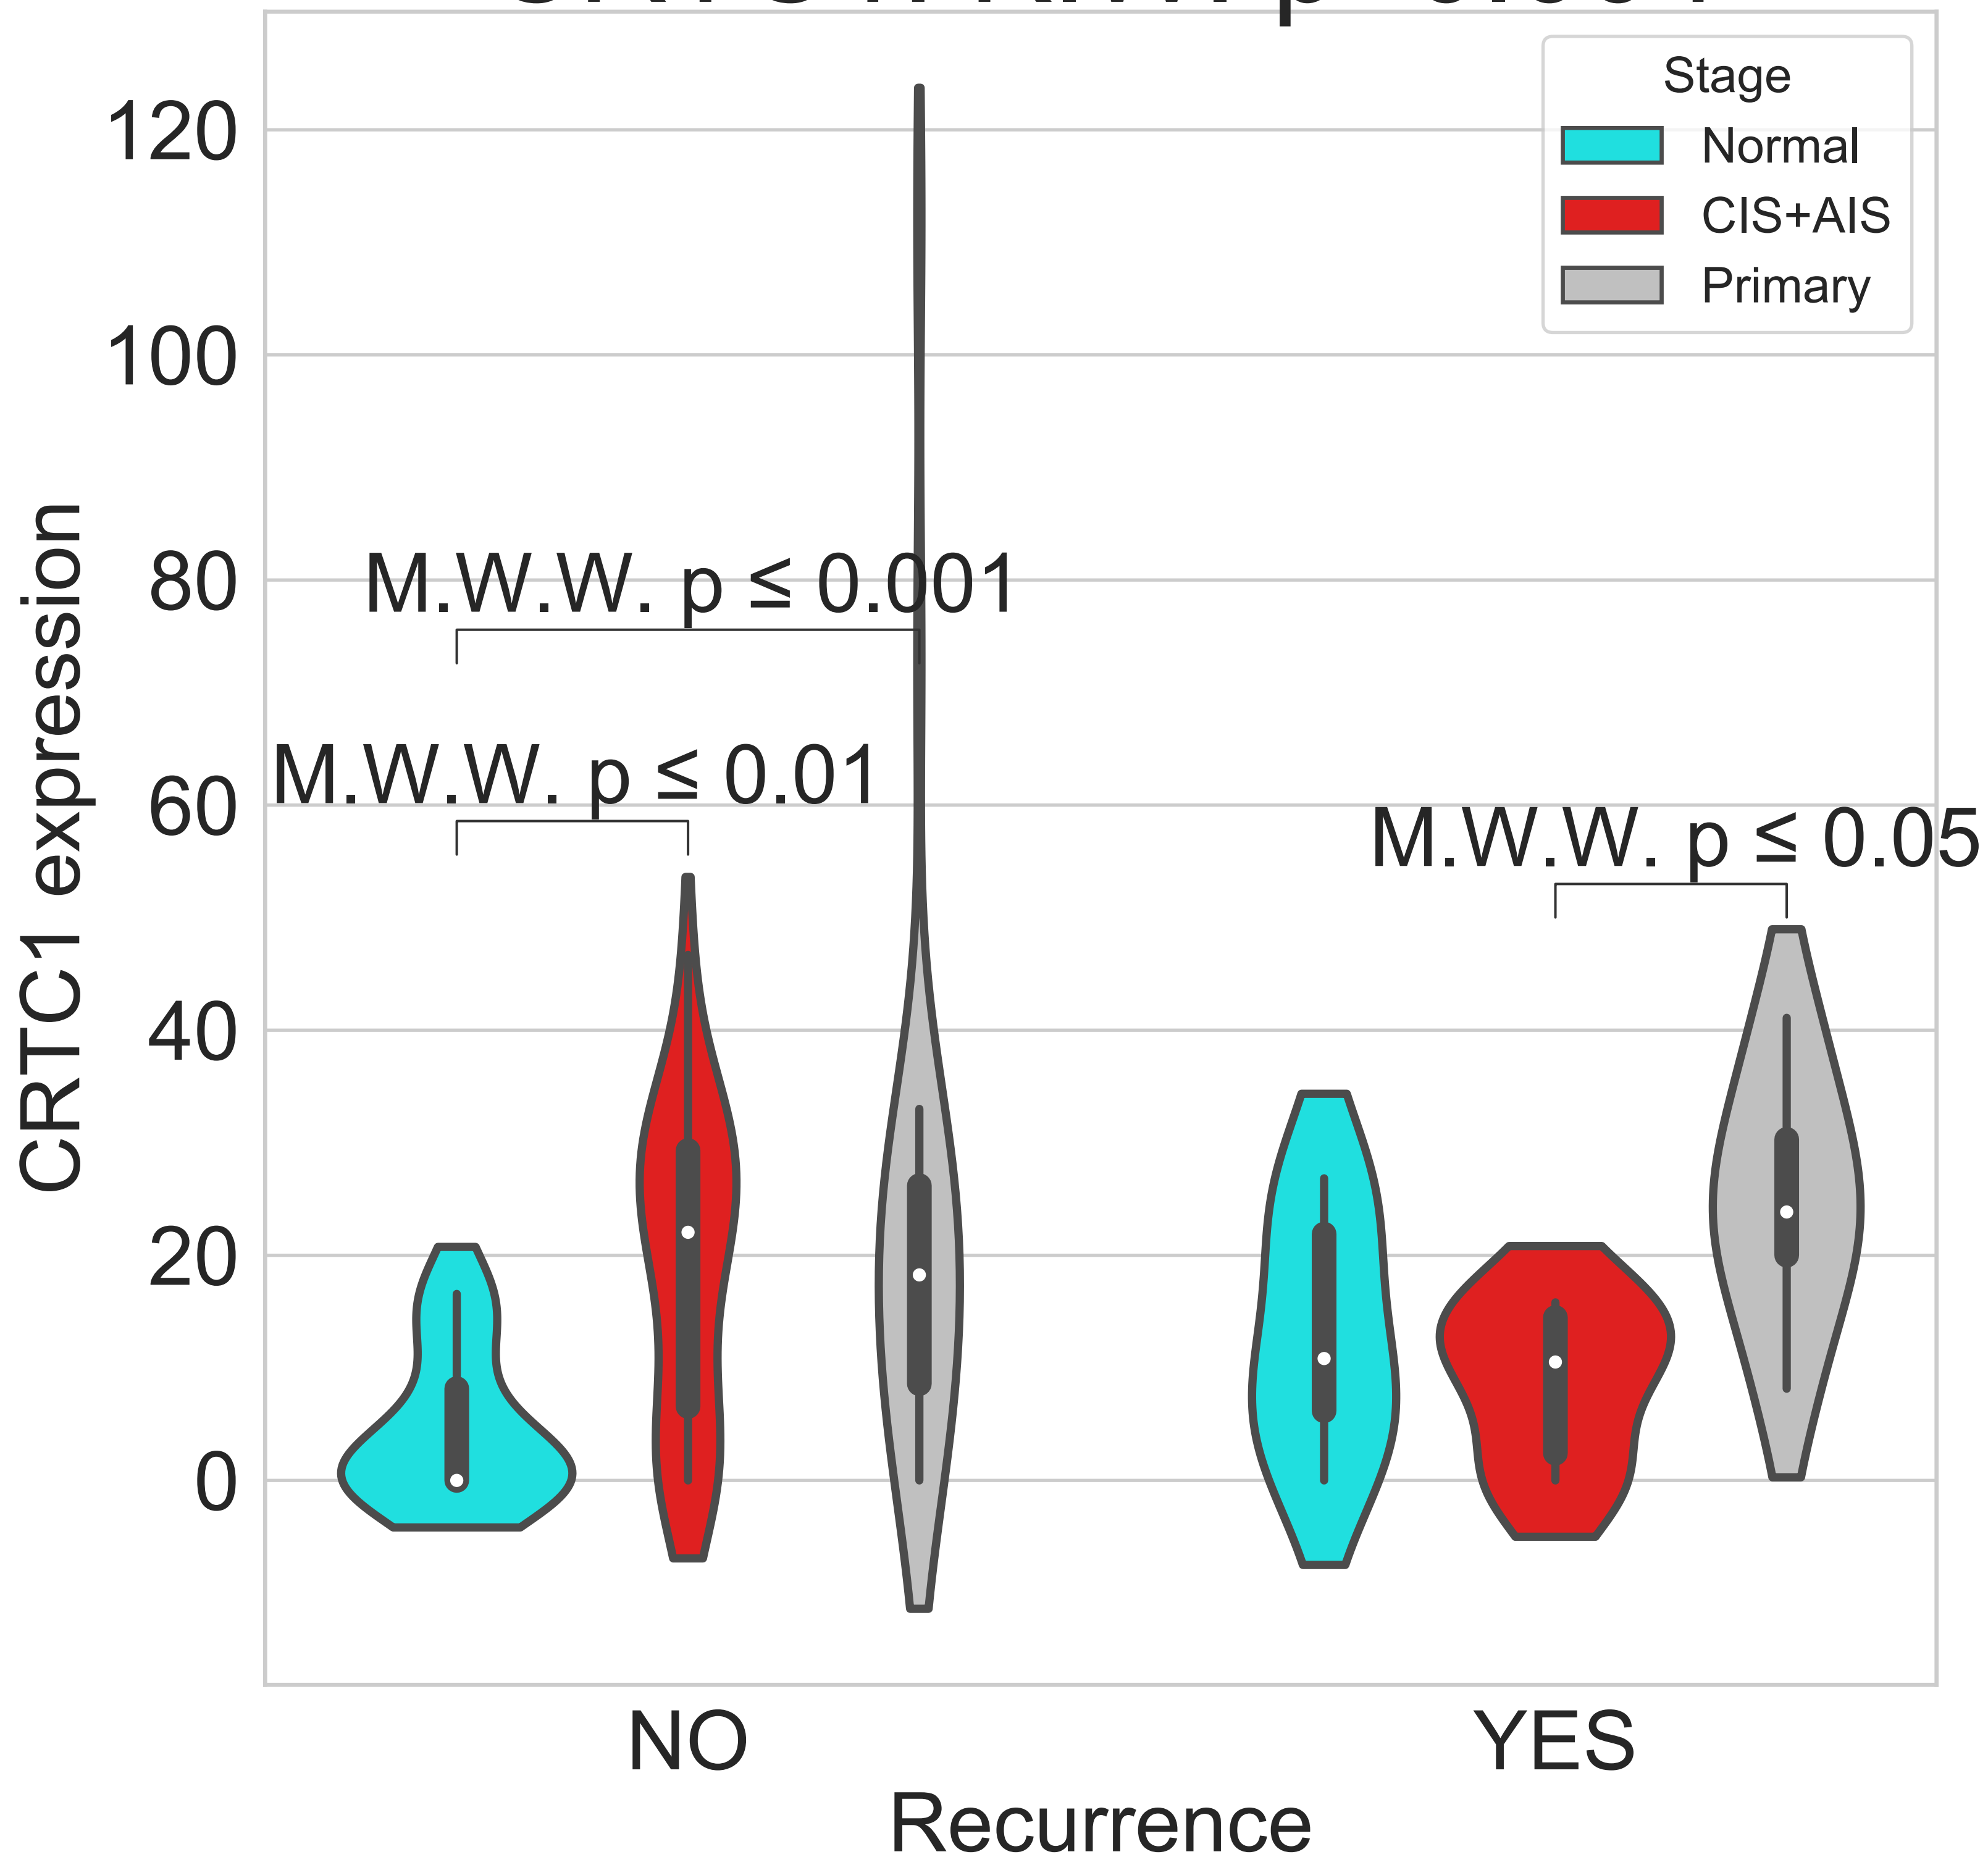 Stage
Normal
CIS+AIS
Primary
120
100
80
60
40
20
0
CRTC1 expression
M.W.W. p ≤ 0.001
M.W.W. p ≤ 0.01
M.W.W. p ≤ 0.05
NO
YES
Recurrence